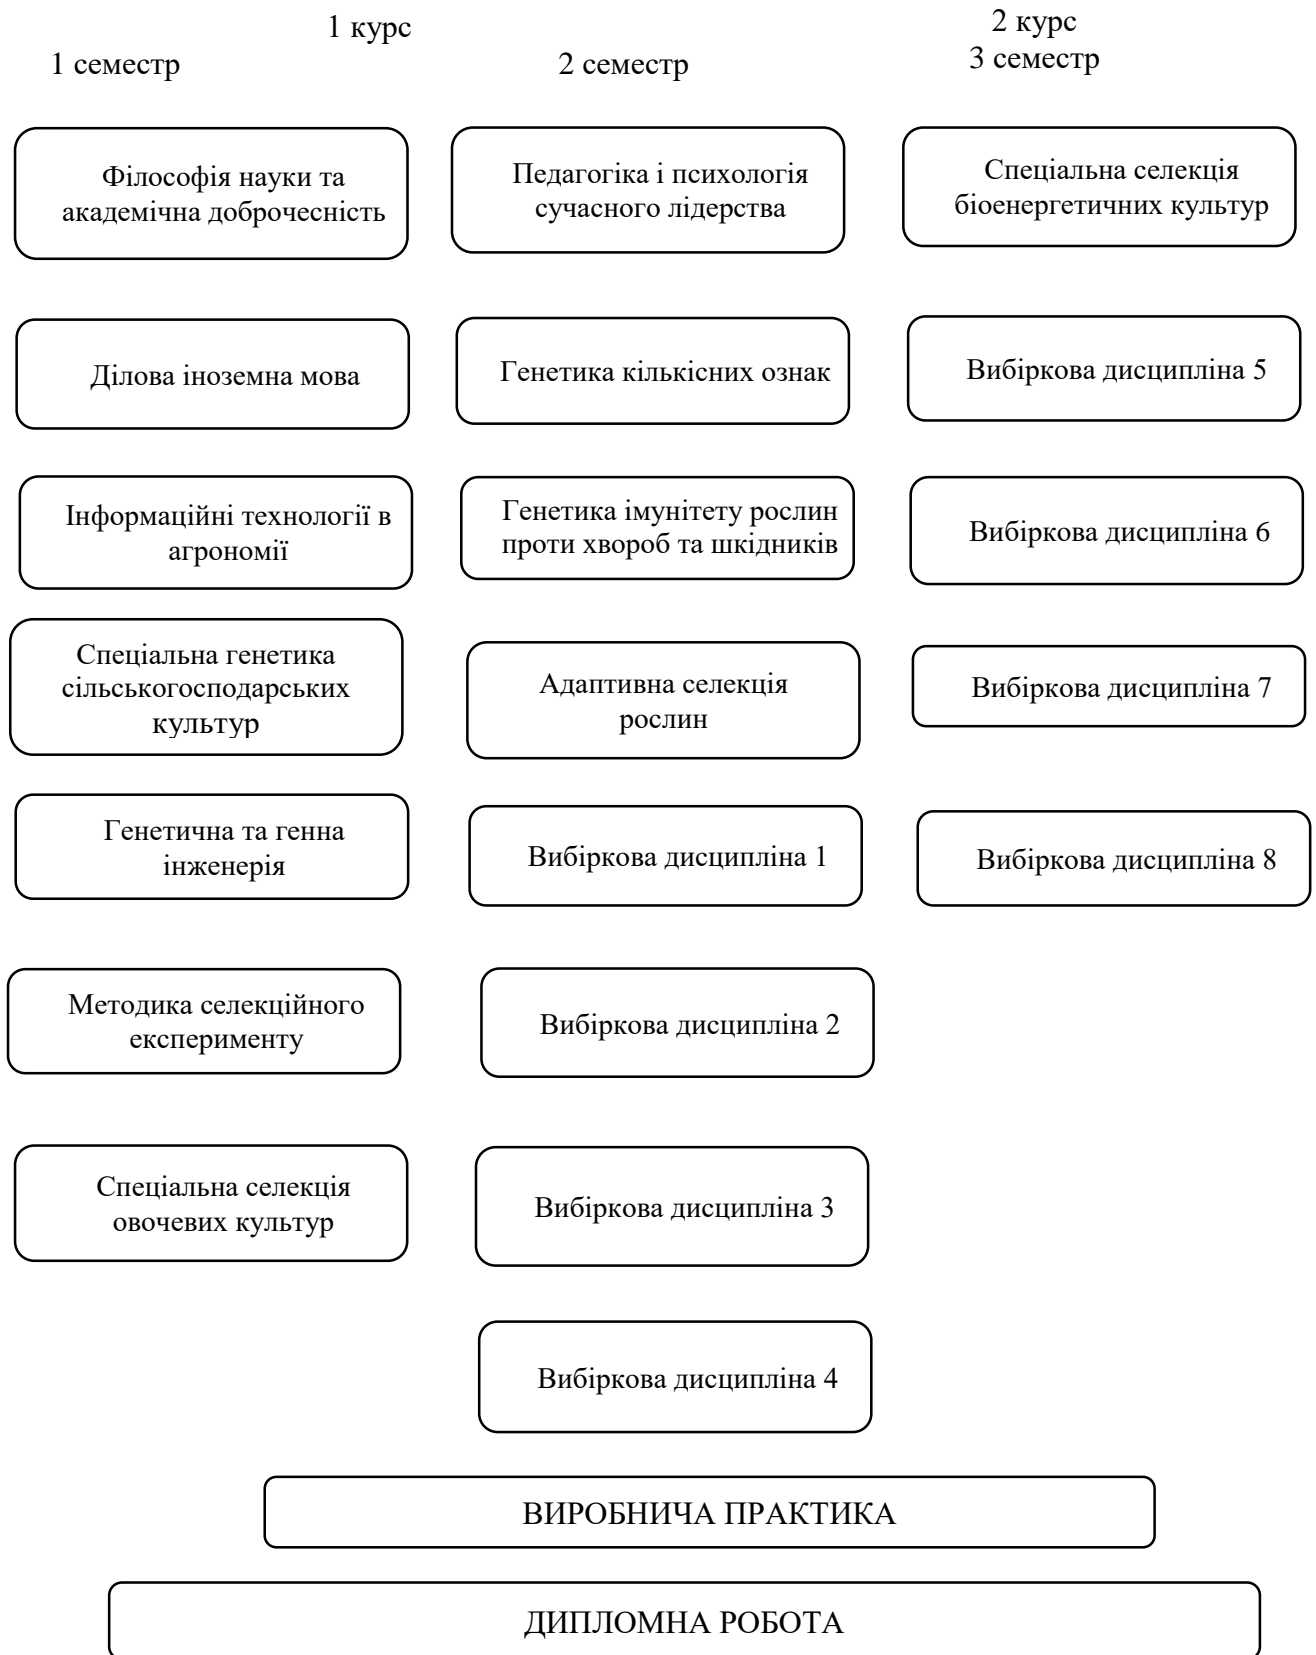 1 курс
2 курс
1 семестр
2 семестр
3 семестр
Філософія науки та
академічна доброчесність
Педагогіка і психологія
сучасного лідерства
Спеціальна селекція
біоенергетичних культур
Ділова іноземна мова
Генетика кількісних ознак
Вибіркова дисципліна 5
Інформаційні технології в
агрономії
Генетика імунітету рослин
проти хвороб та шкідників
Вибіркова дисципліна 6
Спеціальна генетика
сільськогосподарських
культур
Адаптивна селекція
рослин
Вибіркова дисципліна 7
Генетична та генна
інженерія
Вибіркова дисципліна 1
Вибіркова дисципліна 8
Методика селекційного
експерименту
Вибіркова дисципліна 2
Спеціальна селекція
овочевих культур
Вибіркова дисципліна 3
Вибіркова дисципліна 4
ВИРОБНИЧА ПРАКТИКА
ДИПЛОМНА РОБОТА